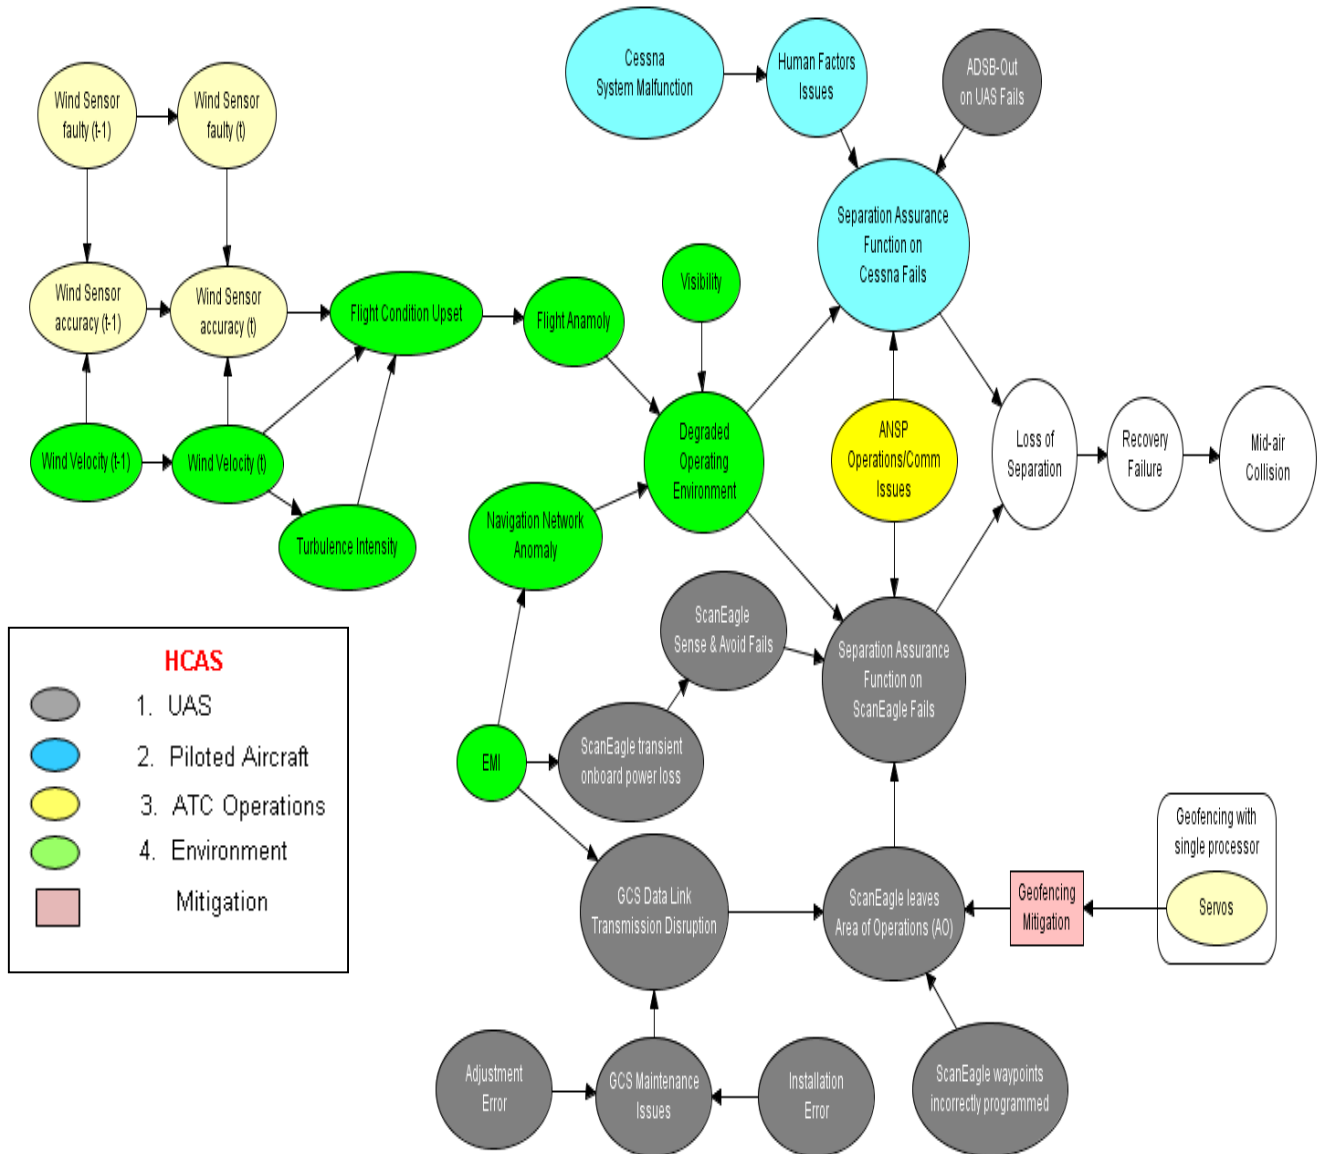 Cessna
System Malfunction
Human Factors
Issues
ADSB-Out
on UAS Fails
Wind Sensor
faulty (t-1)
Wind Sensor
faulty (t)
Separation Assurance
Function on
Cessna Fails
Wind Sensor
accuracy (t-1)
Wind Sensor
accuracy (t)
Flight Condition Upset
Flight Anamoly
Visibility
Wind Velocity (t-1)
Wind Velocity (t)
Turbulence Intensity
Degraded
Operating
Environment
ANSP
Operations/Comm
Issues
Loss of
Separation
Recovery
Failure
Mid-air
Collision
Navigation Network
Anomaly
ScanEagle
Sense & Avoid Fails
Separation Assurance
Function on
ScanEagle Fails
EMI
ScanEagle transient
onboard power loss
HCAS
1. UAS
2. Piloted Aircraft
3. ATC Operations
4. Environment
Mitigation
GCS Data Link
Transmission Disruption
ScanEagle leaves
Area of Operations (AO)
Geofencing
Mitigation
Geofencing with
single processor
Servos
Adjustment
Error
GCS Maintenance
Issues
Installation
Error
ScanEagle waypoints
incorrectly programmed